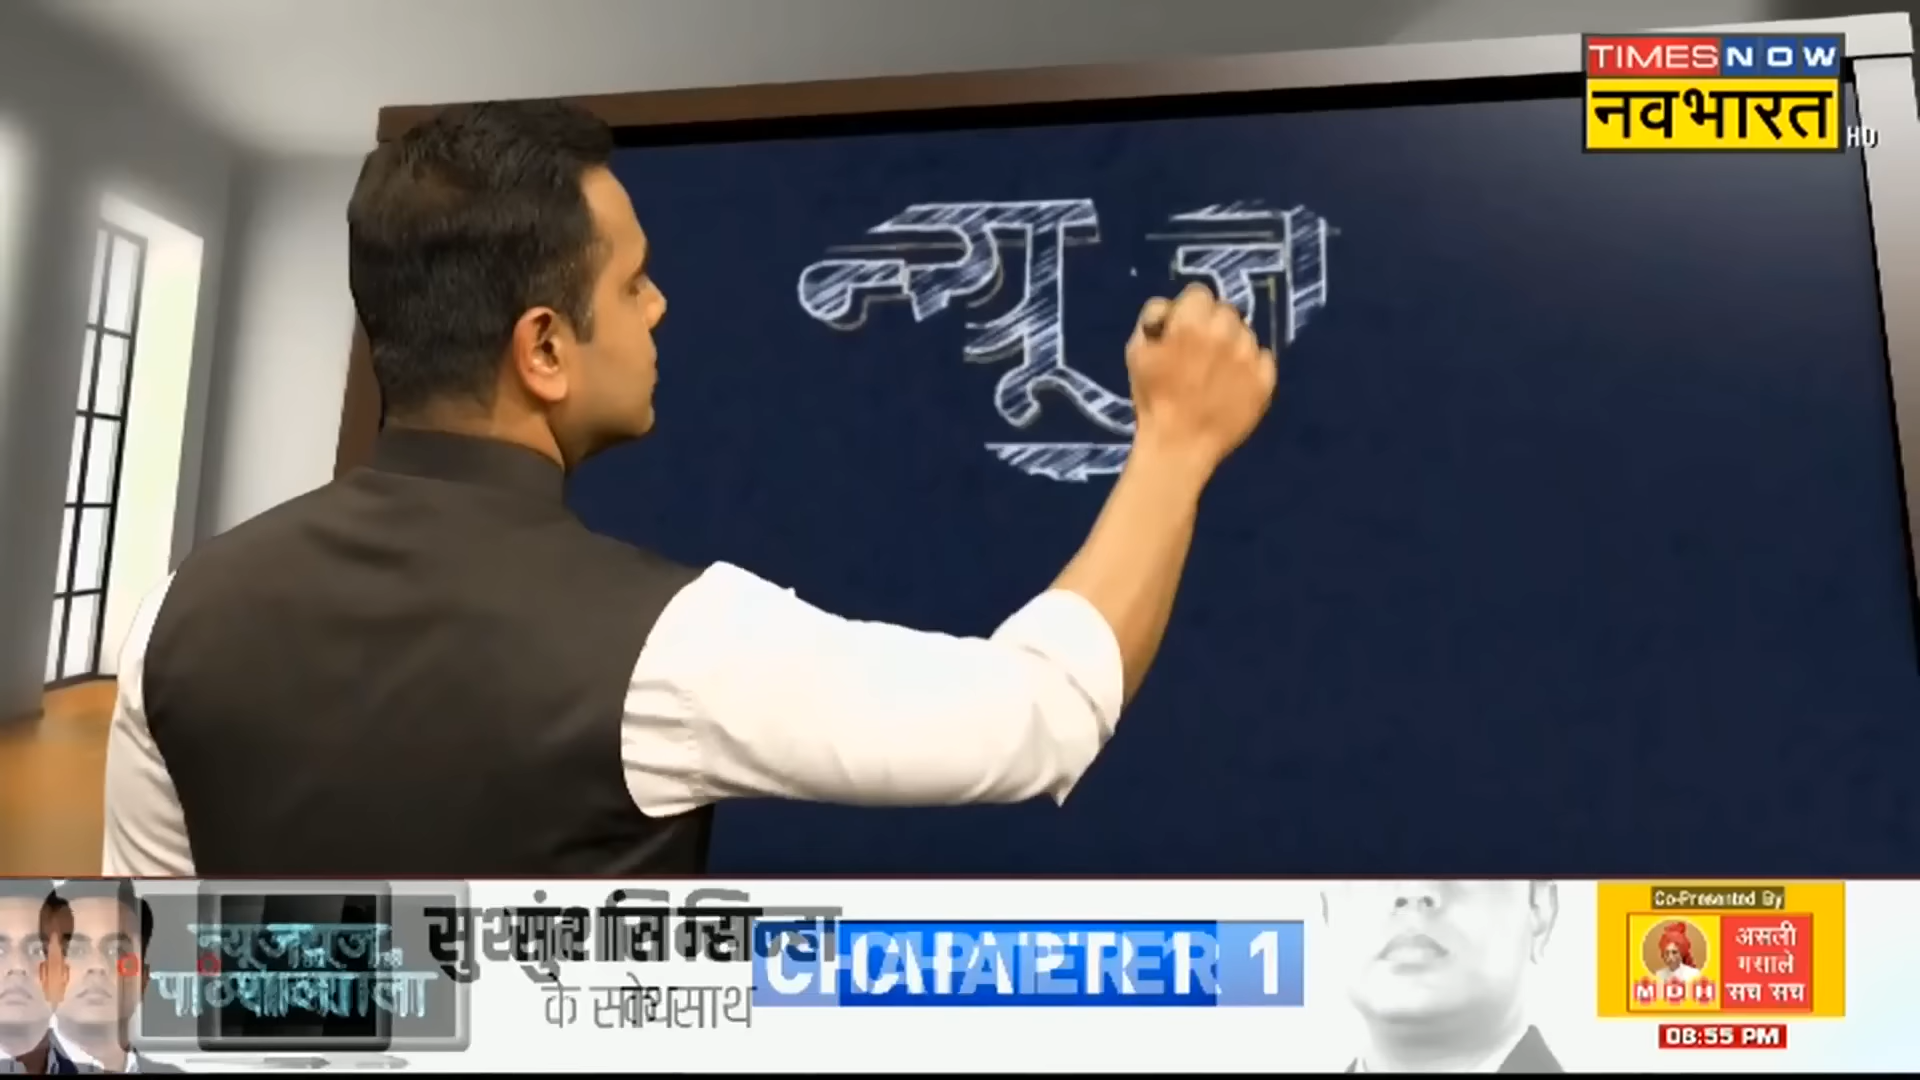 TIMES NOW
नवभारत
HD
न्यूज
सुशांत सिन्हा
के साथ
CHAPTER 1
Co-Presented By
असली
मसाले
सच सच
MDH
08:55 PM